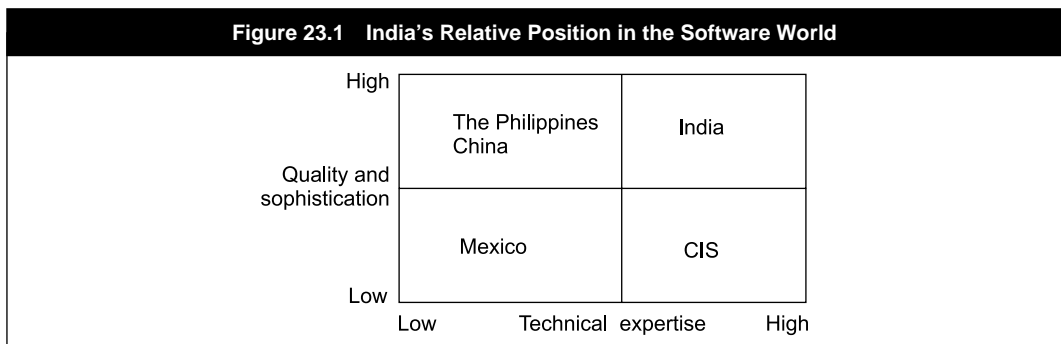 Figure 23.1 India's Relative Position in the Software World
High
The Philippines
China
India
Quality and
sophistication
Mexico
CIS
Low
Low Technical expertise High